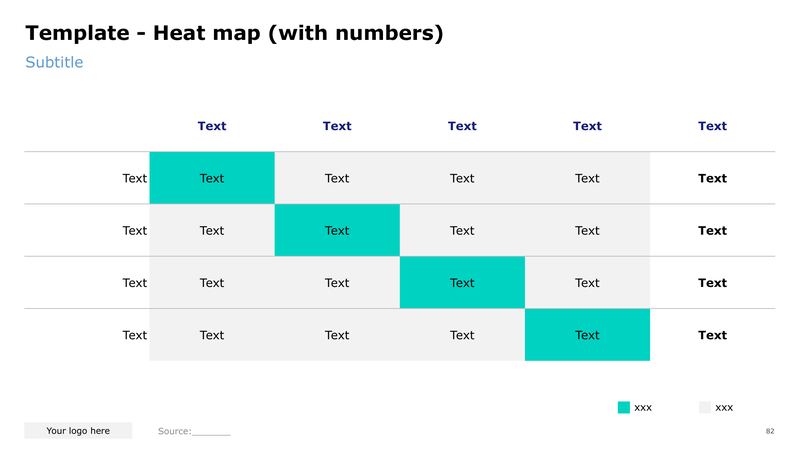 Template - Heat map (with numbers)
Subtitle
Text Text Text Text Text
Text Text Text Text Text Text
Text Text Text Text Text Text
Text Text Text Text Text Text
Text Text Text Text Text Text
xxx xxx
Your logo here Source:_______ 82